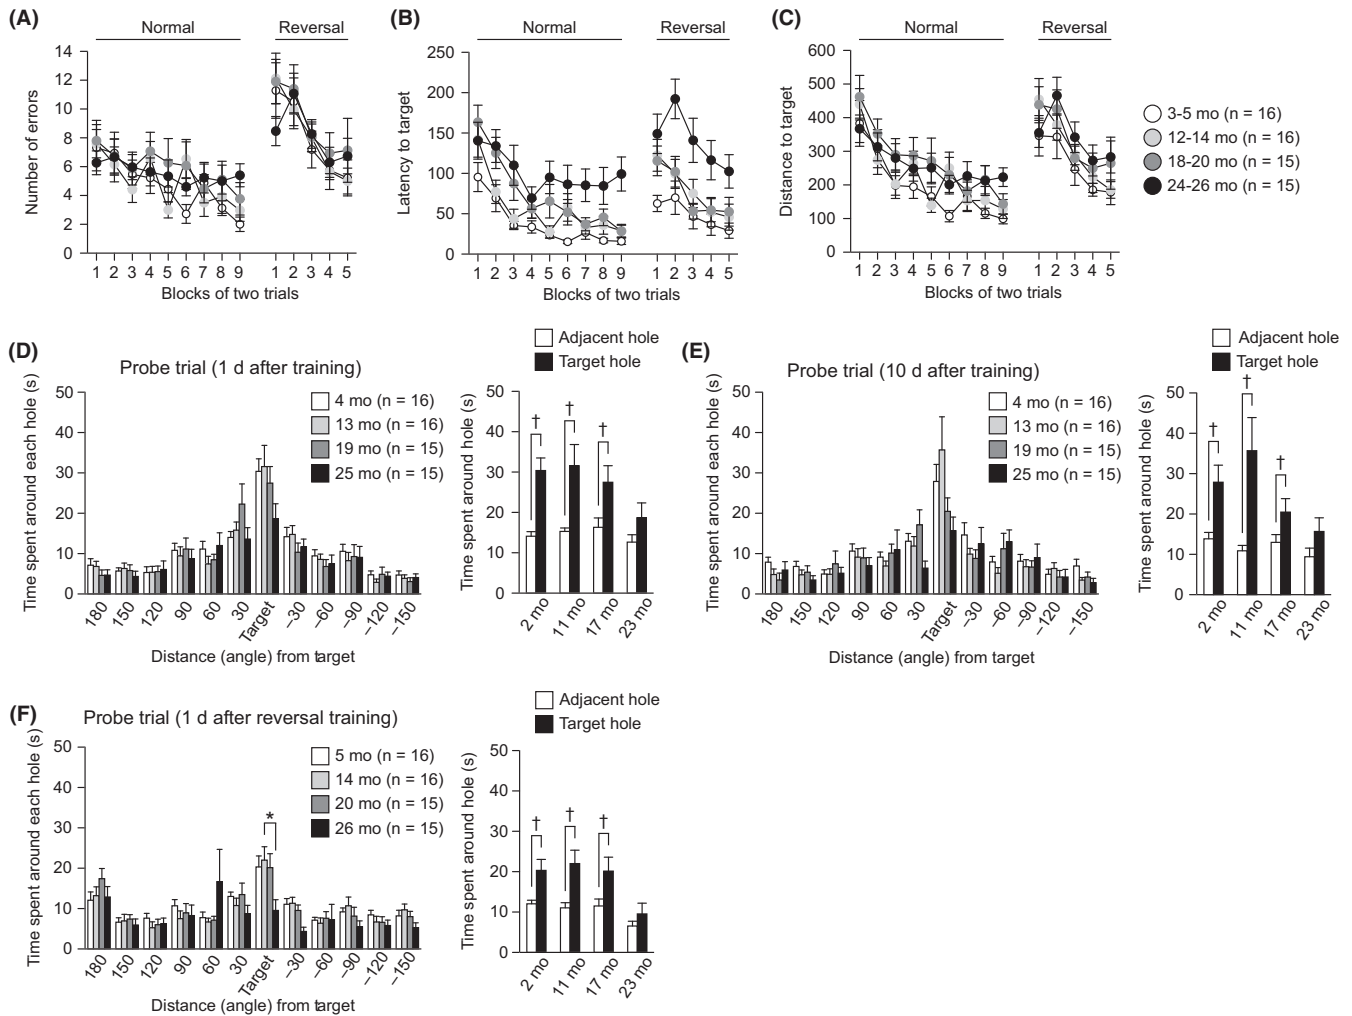 (A)
Normal
Reversal
Number of errors
14
12
10
8
6
4
2
0
1 2 3 4 5 6 7 8 9 1 2 3 4 5
Blocks of two trials
(B)
Normal
Reversal
Latency to target
250
200
150
100
50
0
1 2 3 4 5 6 7 8 9 1 2 3 4 5
Blocks of two trials
(C)
Normal
Reversal
Distance to target
600
500
400
300
200
100
0
1 2 3 4 5 6 7 8 9 1 2 3 4 5
Blocks of two trials
3-5 mo (n = 16)
12-14 mo (n = 16)
18-20 mo (n = 15)
24-26 mo (n = 15)
(D)
Probe trial (1 d after training)
Time spent around each hole (s)
50
40
30
20
10
0
4 mo (n = 16)
13 mo (n = 16)
19 mo (n = 15)
25 mo (n = 15)
180 150 120 90 60 30 Target –30 –60 –90 –120 –150
Distance (angle) from target
Adjacent hole
Target hole
Time spent around hole (s)
50
40
30
20
10
0
† † †
2 mo 11 mo 17 mo 23 mo
(E)
Probe trial (10 d after training)
Time spent around each hole (s)
50
40
30
20
10
0
4 mo (n = 16)
13 mo (n = 16)
19 mo (n = 15)
25 mo (n = 15)
180 150 120 90 60 30 Target –30 –60 –90 –120 –150
Distance (angle) from target
Adjacent hole
Target hole
Time spent around hole (s)
50
40
30
20
10
0
† † †
2 mo 11 mo 17 mo 23 mo
(F)
Probe trial (1 d after reversal training)
Time spent around each hole (s)
50
40
30
20
10
0
5 mo (n = 16)
14 mo (n = 16)
20 mo (n = 15)
26 mo (n = 15)
*
180 150 120 90 60 30 Target –30 –60 –90 –120 –150
Distance (angle) from target
Adjacent hole
Target hole
Time spent around hole (s)
50
40
30
20
10
0
† † †
2 mo 11 mo 17 mo 23 mo